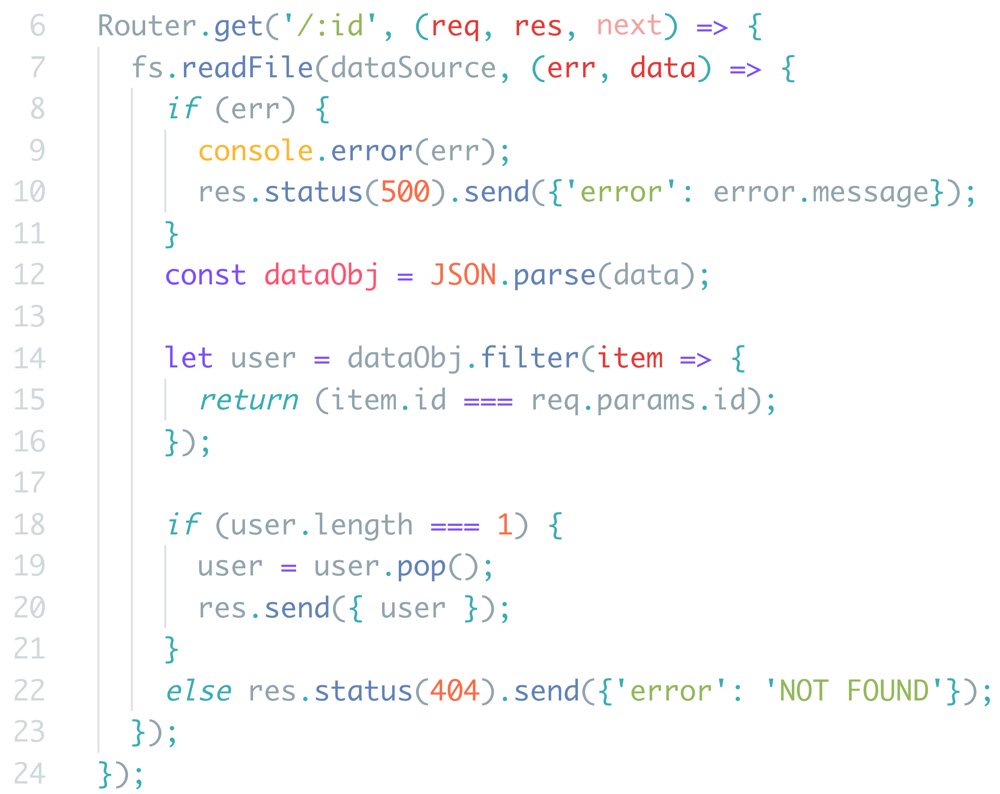 6 Router.get('/:id', (req, res, next) => {
7 fs.readFile(dataSource, (err, data) => {
8 if (err) {
9 console.error(err);
10 res.status(500).send({'error': error.message});
11 }
12 const dataObj = JSON.parse(data);
13
14 let user = dataObj.filter(item => {
15 return (item.id === req.params.id);
16 });
17
18 if (user.length === 1) {
19 user = user.pop();
20 res.send({ user });
21 }
22 else res.status(404).send({'error': 'NOT FOUND'});
23 });
24 });